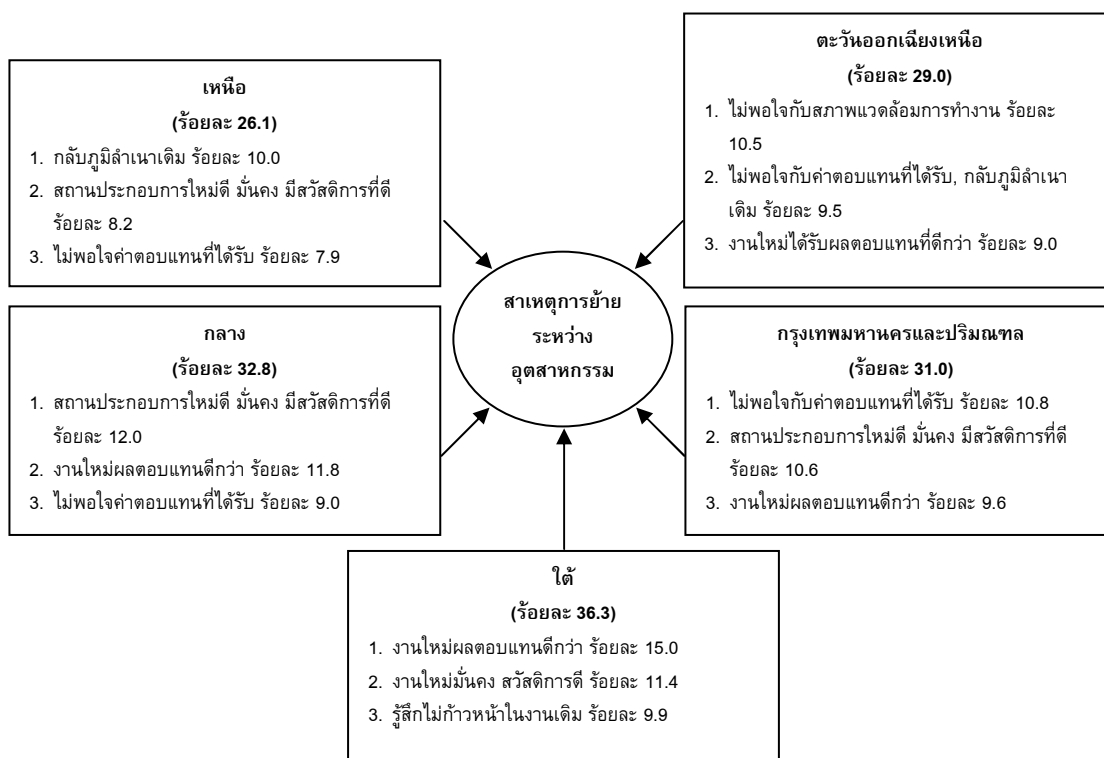 ตะวันออกเฉียงเหนือ
(ร้อยละ 29.0)
1. ไม่พอใจกับสภาพแวดล้อมการทำงาน ร้อยละ
10.5
2. ไม่พอใจกับค่าตอบแทนที่ได้รับ, กลับภูมิลำเนา
เดิม ร้อยละ 9.5
3. งานใหม่ได้รับผลตอบแทนที่ดีกว่า ร้อยละ 9.0
เหนือ
(ร้อยละ 26.1)
1. กลับภูมิลำเนาเดิม ร้อยละ 10.0
2. สถานประกอบการใหม่ดี มั่นคง มีสวัสดิการที่ดี
ร้อยละ 8.2
3. ไม่พอใจค่าตอบแทนที่ได้รับ ร้อยละ 7.9
สาเหตุการย้าย
ระหว่าง
อุตสาหกรรม
กลาง
(ร้อยละ 32.8)
1. สถานประกอบการใหม่ดี มั่นคง มีสวัสดิการที่ดี
ร้อยละ 12.0
2. งานใหม่ผลตอบแทนดีกว่า ร้อยละ 11.8
3. ไม่พอใจค่าตอบแทนที่ได้รับ ร้อยละ 9.0
กรุงเทพมหานครและปริมณฑล
(ร้อยละ 31.0)
1. ไม่พอใจกับค่าตอบแทนที่ได้รับ ร้อยละ 10.8
2. สถานประกอบการใหม่ดี มั่นคง มีสวัสดิการที่ดี
ร้อยละ 10.6
3. งานใหม่ผลตอบแทนดีกว่า ร้อยละ 9.6
ใต้
(ร้อยละ 36.3)
1. งานใหม่ผลตอบแทนดีกว่า ร้อยละ 15.0
2. งานใหม่มั่นคง สวัสดิการดี ร้อยละ 11.4
3. รู้สึกไม่ก้าวหน้าในงานเดิม ร้อยละ 9.9